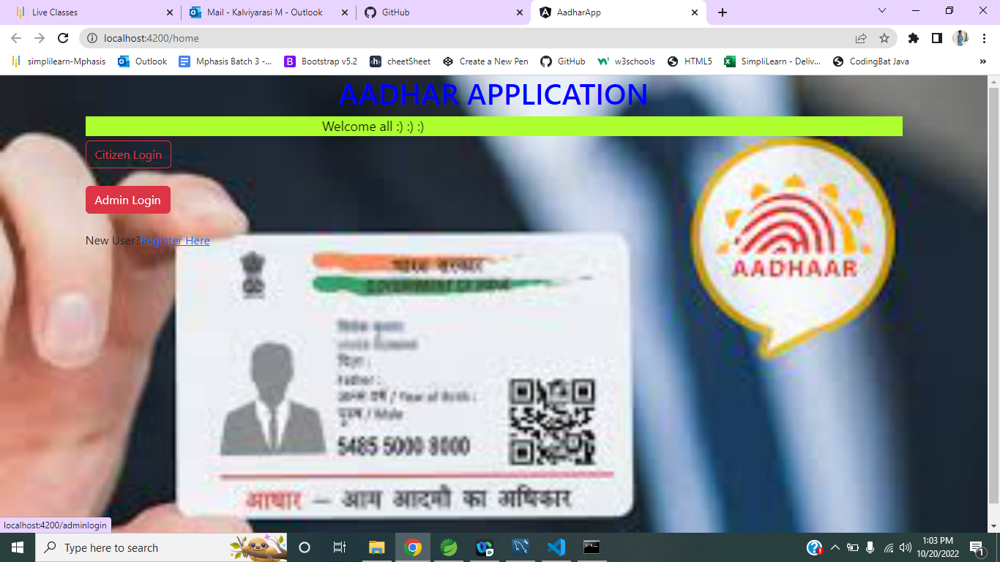 Live Classes
Mail - Kalviyarasi M - Outlook
GitHub
AadharApp
localhost:4200/home
simplilearn-Mphasis
Outlook
Mphasis Batch 3 -...
Bootstrap v5.2
cheetSheet
Create a New Pen
GitHub
w3schools
HTML5
SimpliLearn - Deliv...
CodingBat Java
»
AADHAR APPLICATION
Welcome all :) :) :)
Citizen Login
Admin Login
New User?Register Here
AADHAAR
भारत सरकार
GOVERNMENT OF INDIA
पिता :
Father :
जन्म वर्ष / Year of Birth :
पुरुष / Male
5485 5000 8000
आधार — आम आदमी का अधिकार
localhost:4200/adminlogin
Type here to search
1:03 PM
10/20/2022
1